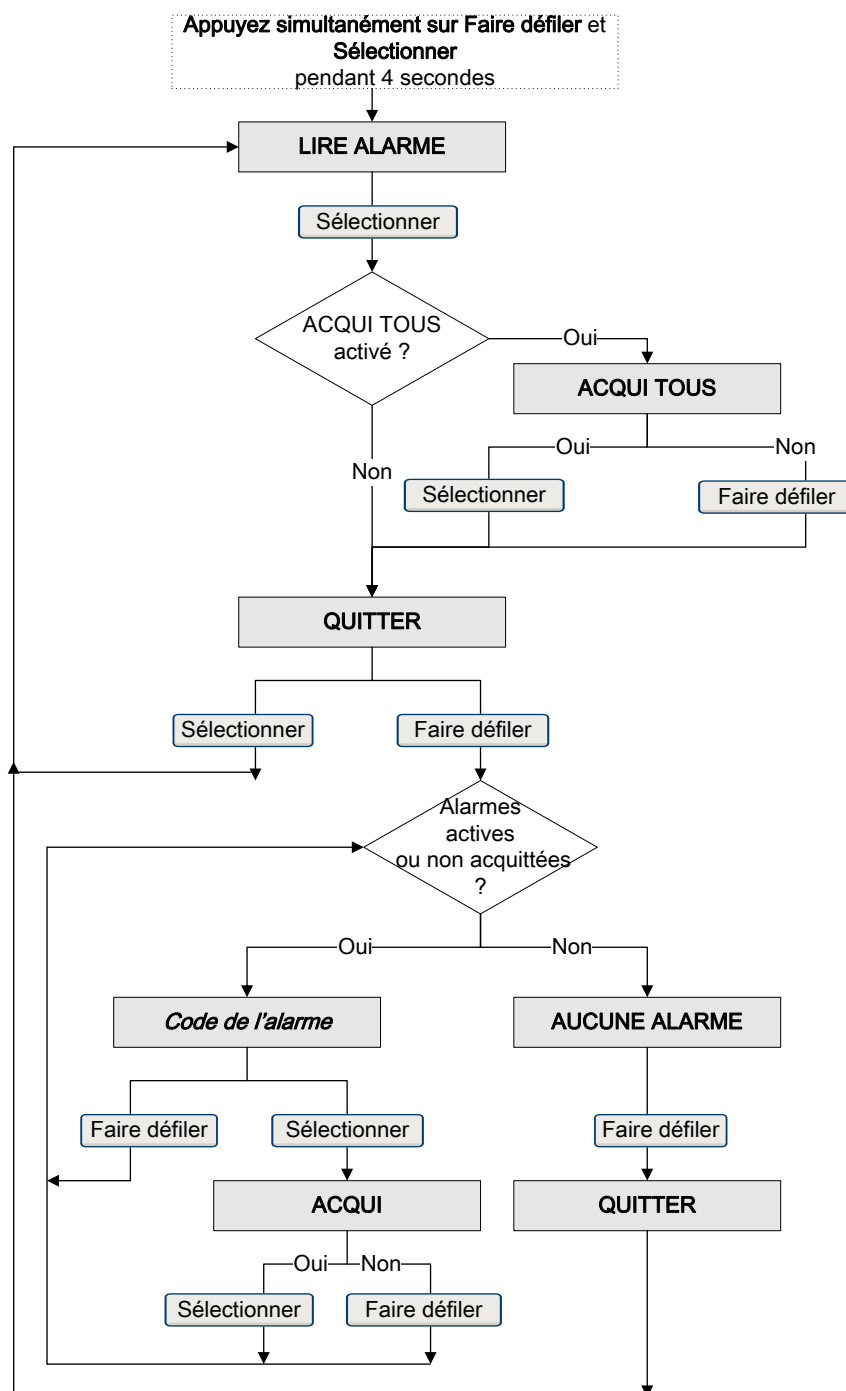 Appuyez simultanément sur Faire défiler et
Sélectionner
pendant 4 secondes
LIRE ALARME
Sélectionner
ACQUI TOUS
activé ?
Oui
ACQUI TOUS
Oui
Non
Non
Sélectionner
Faire défiler
QUITTER
Sélectionner
Faire défiler
Alarmes
actives
ou non acquittées
?
Oui
Non
Code de l'alarme
AUCUNE ALARME
Faire défiler
Sélectionner
Faire défiler
ACQUI
QUITTER
Oui
Non
Sélectionner
Faire défiler